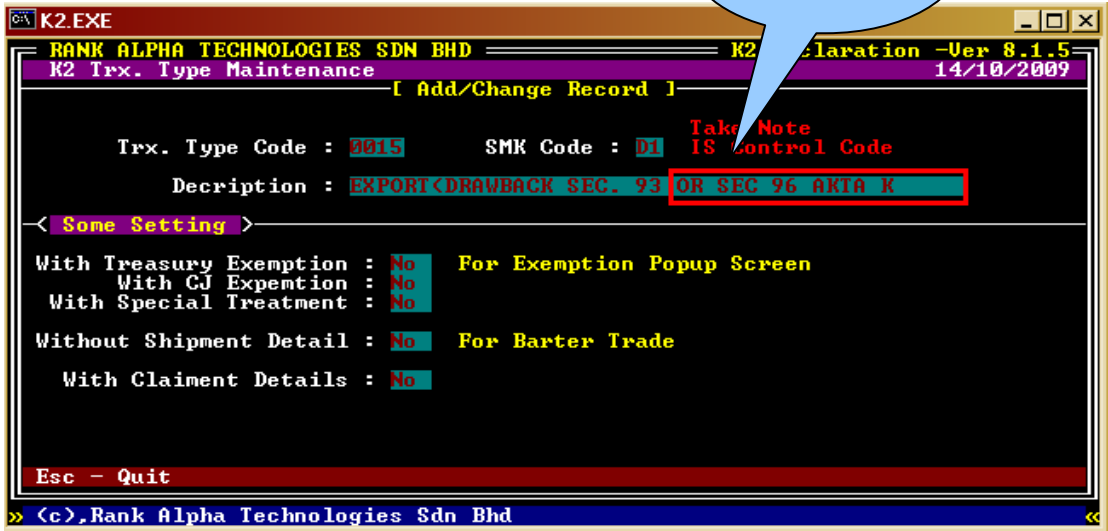 K2.EXE
RANK ALPHA TECHNOLOGIES SDN BHD K2 claration -Ver 8.1.5
K2 Trx. Type Maintenance 14/10/2009
[ Add/Change Record ]
Take Note
Trx. Type Code : 0015 SMK Code : D1 IS Control Code
Decription : EXPORT(DRAWBACK SEC. 93 OR SEC 96 AKTA K
< Some Setting >
With Treasury Exemption : No For Exemption Popup Screen
With CJ Expemtion : No
With Special Treatment : No
Without Shipment Detail : No For Barter Trade
With Claiment Details : No
Esc - Quit
» (c),Rank Alpha Technologies Sdn Bhd «